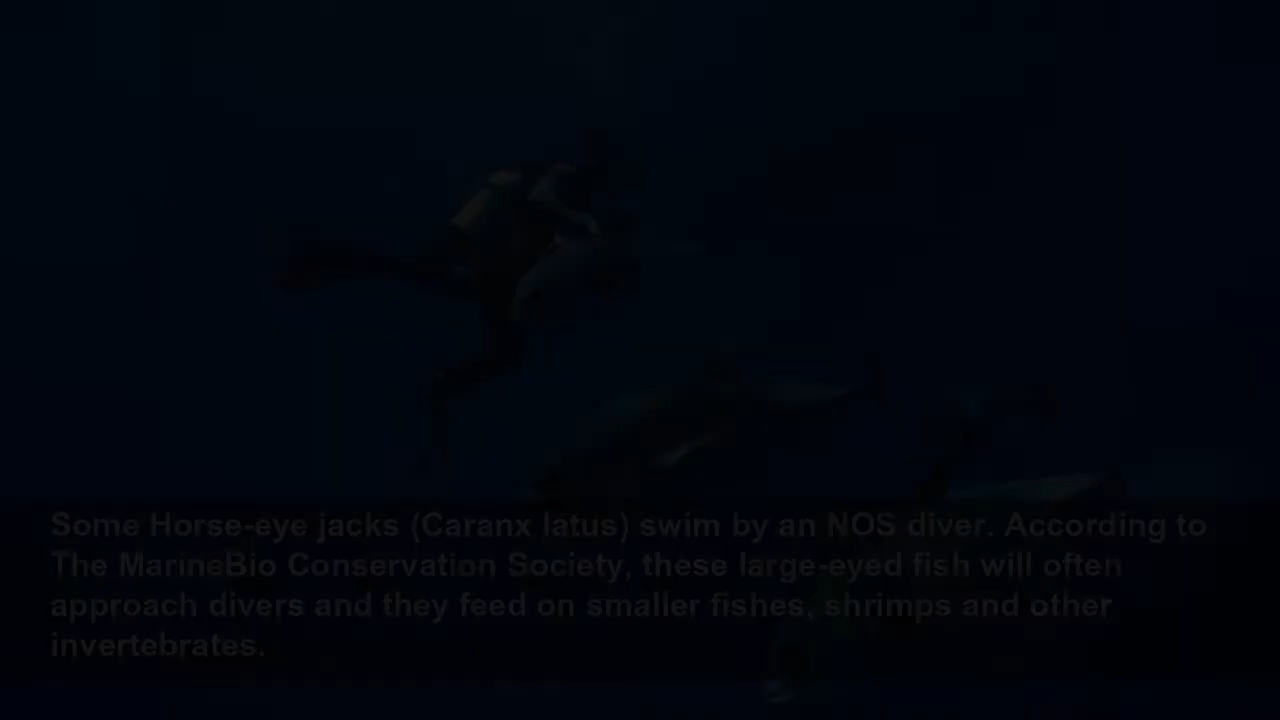 Some Horse-eye jacks (Caranx latus) swim by an NOS diver. According to
The MarineBio Conservation Society, these large-eyed fish will often
approach divers and they feed on smaller fishes, shrimps and other
invertebrates.